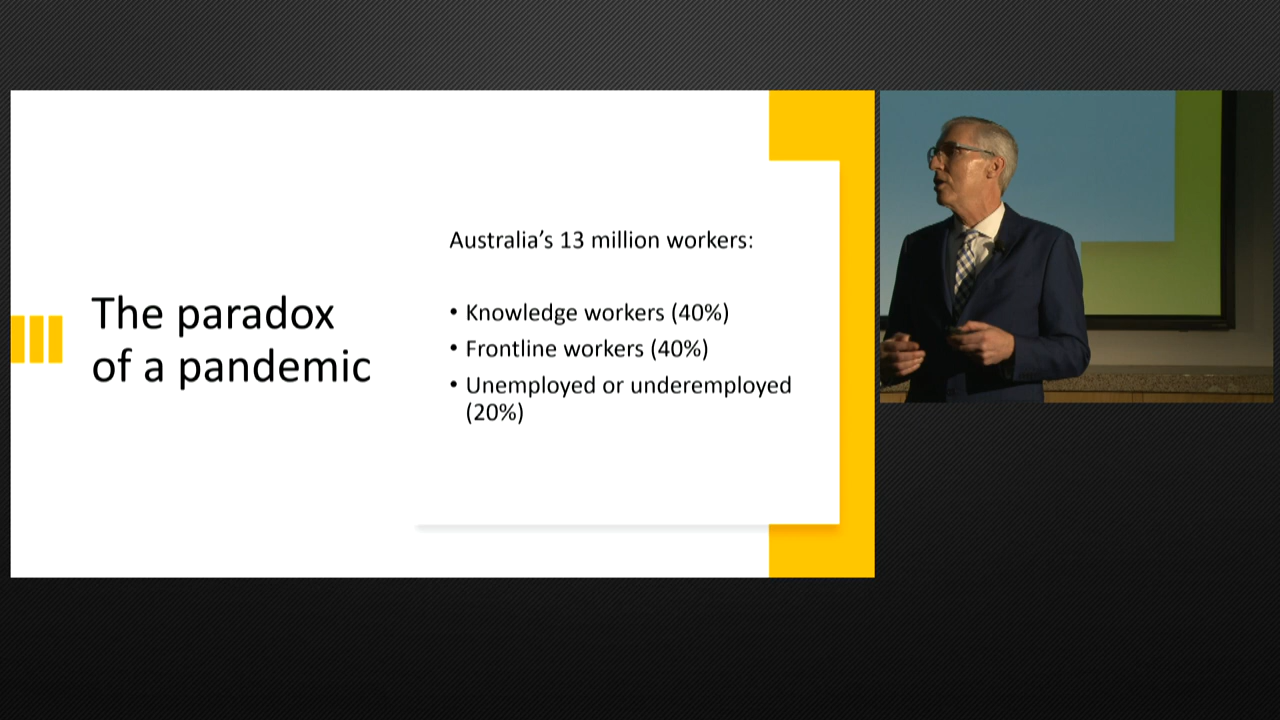 The paradox
of a pandemic
Australia’s 13 million workers:
• Knowledge workers (40%)
• Frontline workers (40%)
• Unemployed or underemployed
(20%)